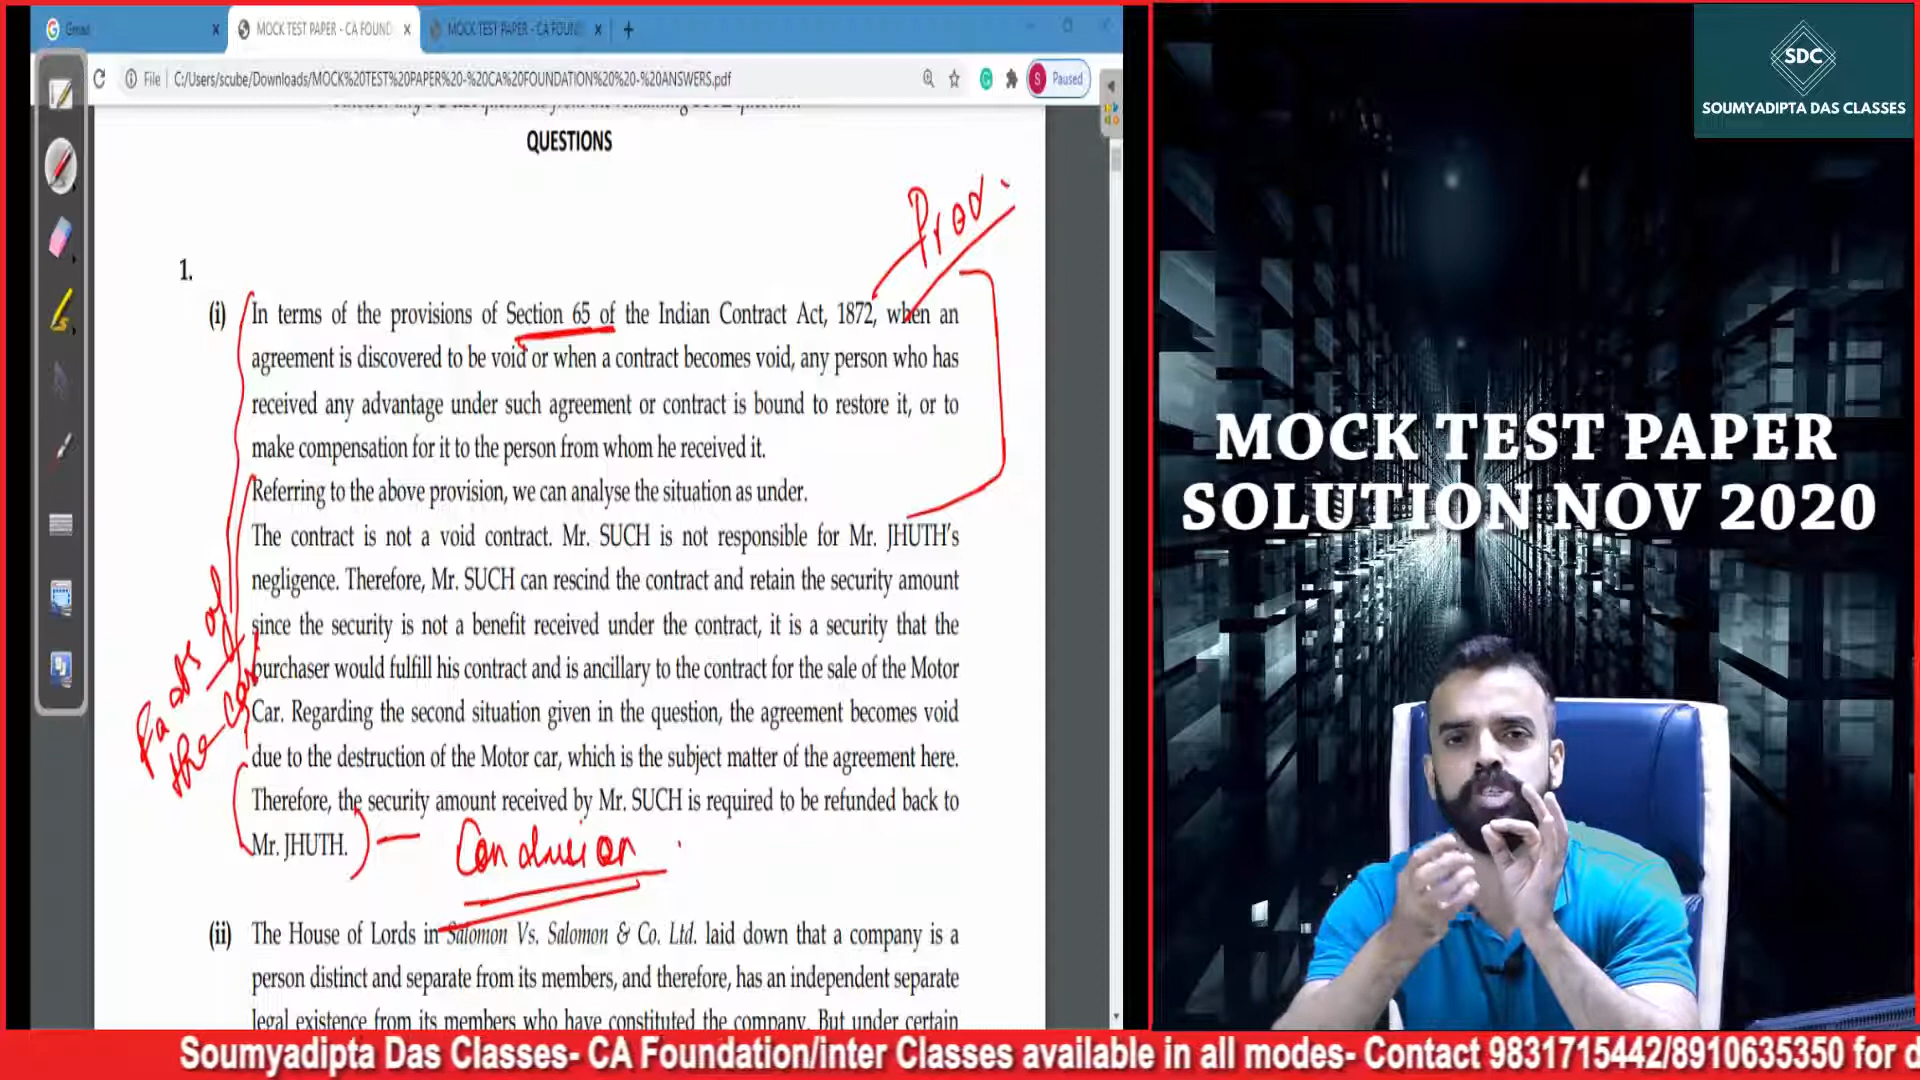 Gmail
MOCK TEST PAPER - CA FOUND
MOCK TEST PAPER - CA FOUN
File
C:/Users/scube/Downloads/MOCK%20TEST%20PAPER%20-%20CA%20FOUNDATION%20%20-%20ANSWERS.pdf
S
Paused
QUESTIONS
1.
(i) In terms of the provisions of Section 65 of the Indian Contract Act, 1872, when an
agreement is discovered to be void or when a contract becomes void, any person who has
received any advantage under such agreement or contract is bound to restore it, or to
make compensation for it to the person from whom he received it.
Referring to the above provision, we can analyse the situation as under.
The contract is not a void contract. Mr. SUCH is not responsible for Mr. JHUTH's
negligence. Therefore, Mr. SUCH can rescind the contract and retain the security amount
since the security is not a benefit received under the contract, it is a security that the
purchaser would fulfill his contract and is ancillary to the contract for the sale of the Motor
Car. Regarding the second situation given in the question, the agreement becomes void
due to the destruction of the Motor car, which is the subject matter of the agreement here.
Therefore, the security amount received by Mr. SUCH is required to be refunded back to
Mr. JHUTH.
Conclusion
Facts of
the case
(ii) The House of Lords in Salomon Vs. Salomon & Co. Ltd. laid down that a company is a
person distinct and separate from its members, and therefore, has an independent separate
legal existence from its members who have constituted the company. But under certain
SDC
SOUMYADIPTA DAS CLASSES
MOCK TEST PAPER
SOLUTION NOV 2020
Soumyadipta Das Classes- CA Foundation/inter Classes available in all modes- Contact 9831715442/8910635350 for d